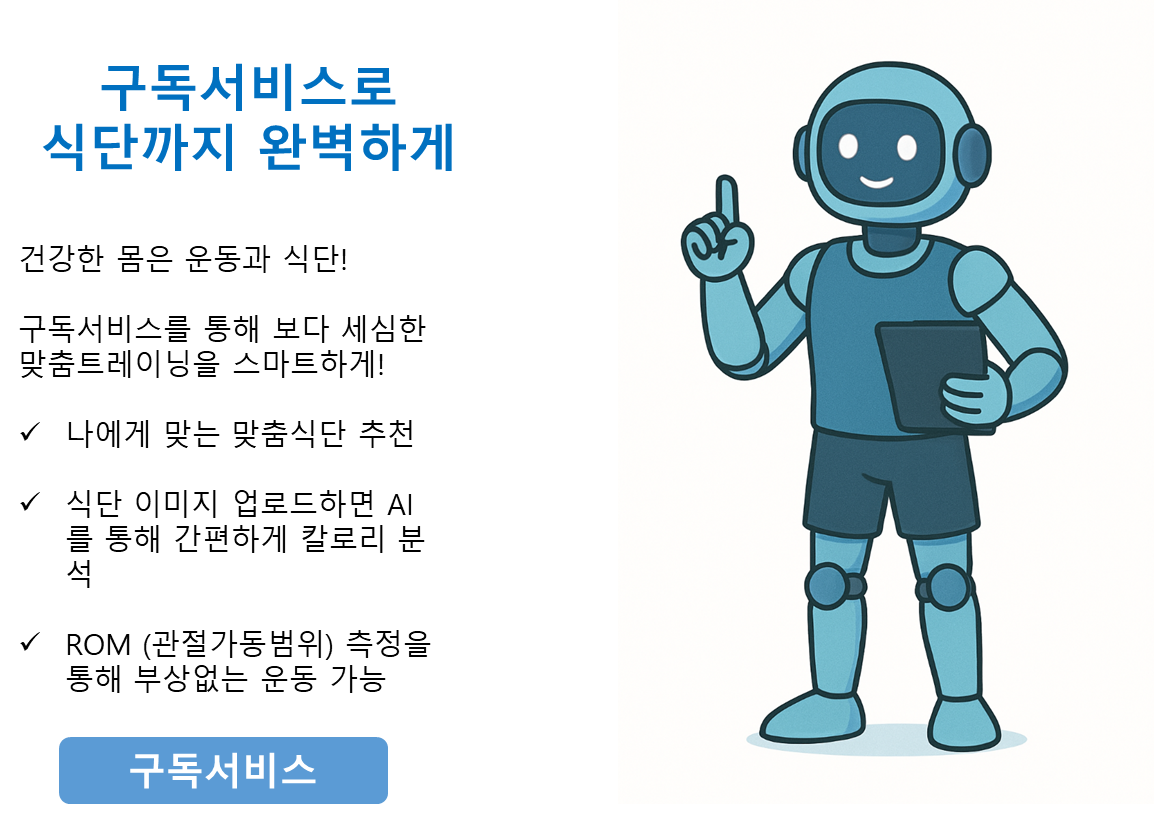 구독서비스로
식단까지 완벽하게
건강한 몸은 운동과 식단!
구독서비스를 통해 보다 세심한
맞춤트레이닝을 스마트하게!
✓ 나에게 맞는 맞춤식단 추천
✓ 식단 이미지 업로드하면 AI
를 통해 간편하게 칼로리 분
석
✓ ROM (관절가동범위) 측정을
통해 부상없는 운동 가능
구독서비스